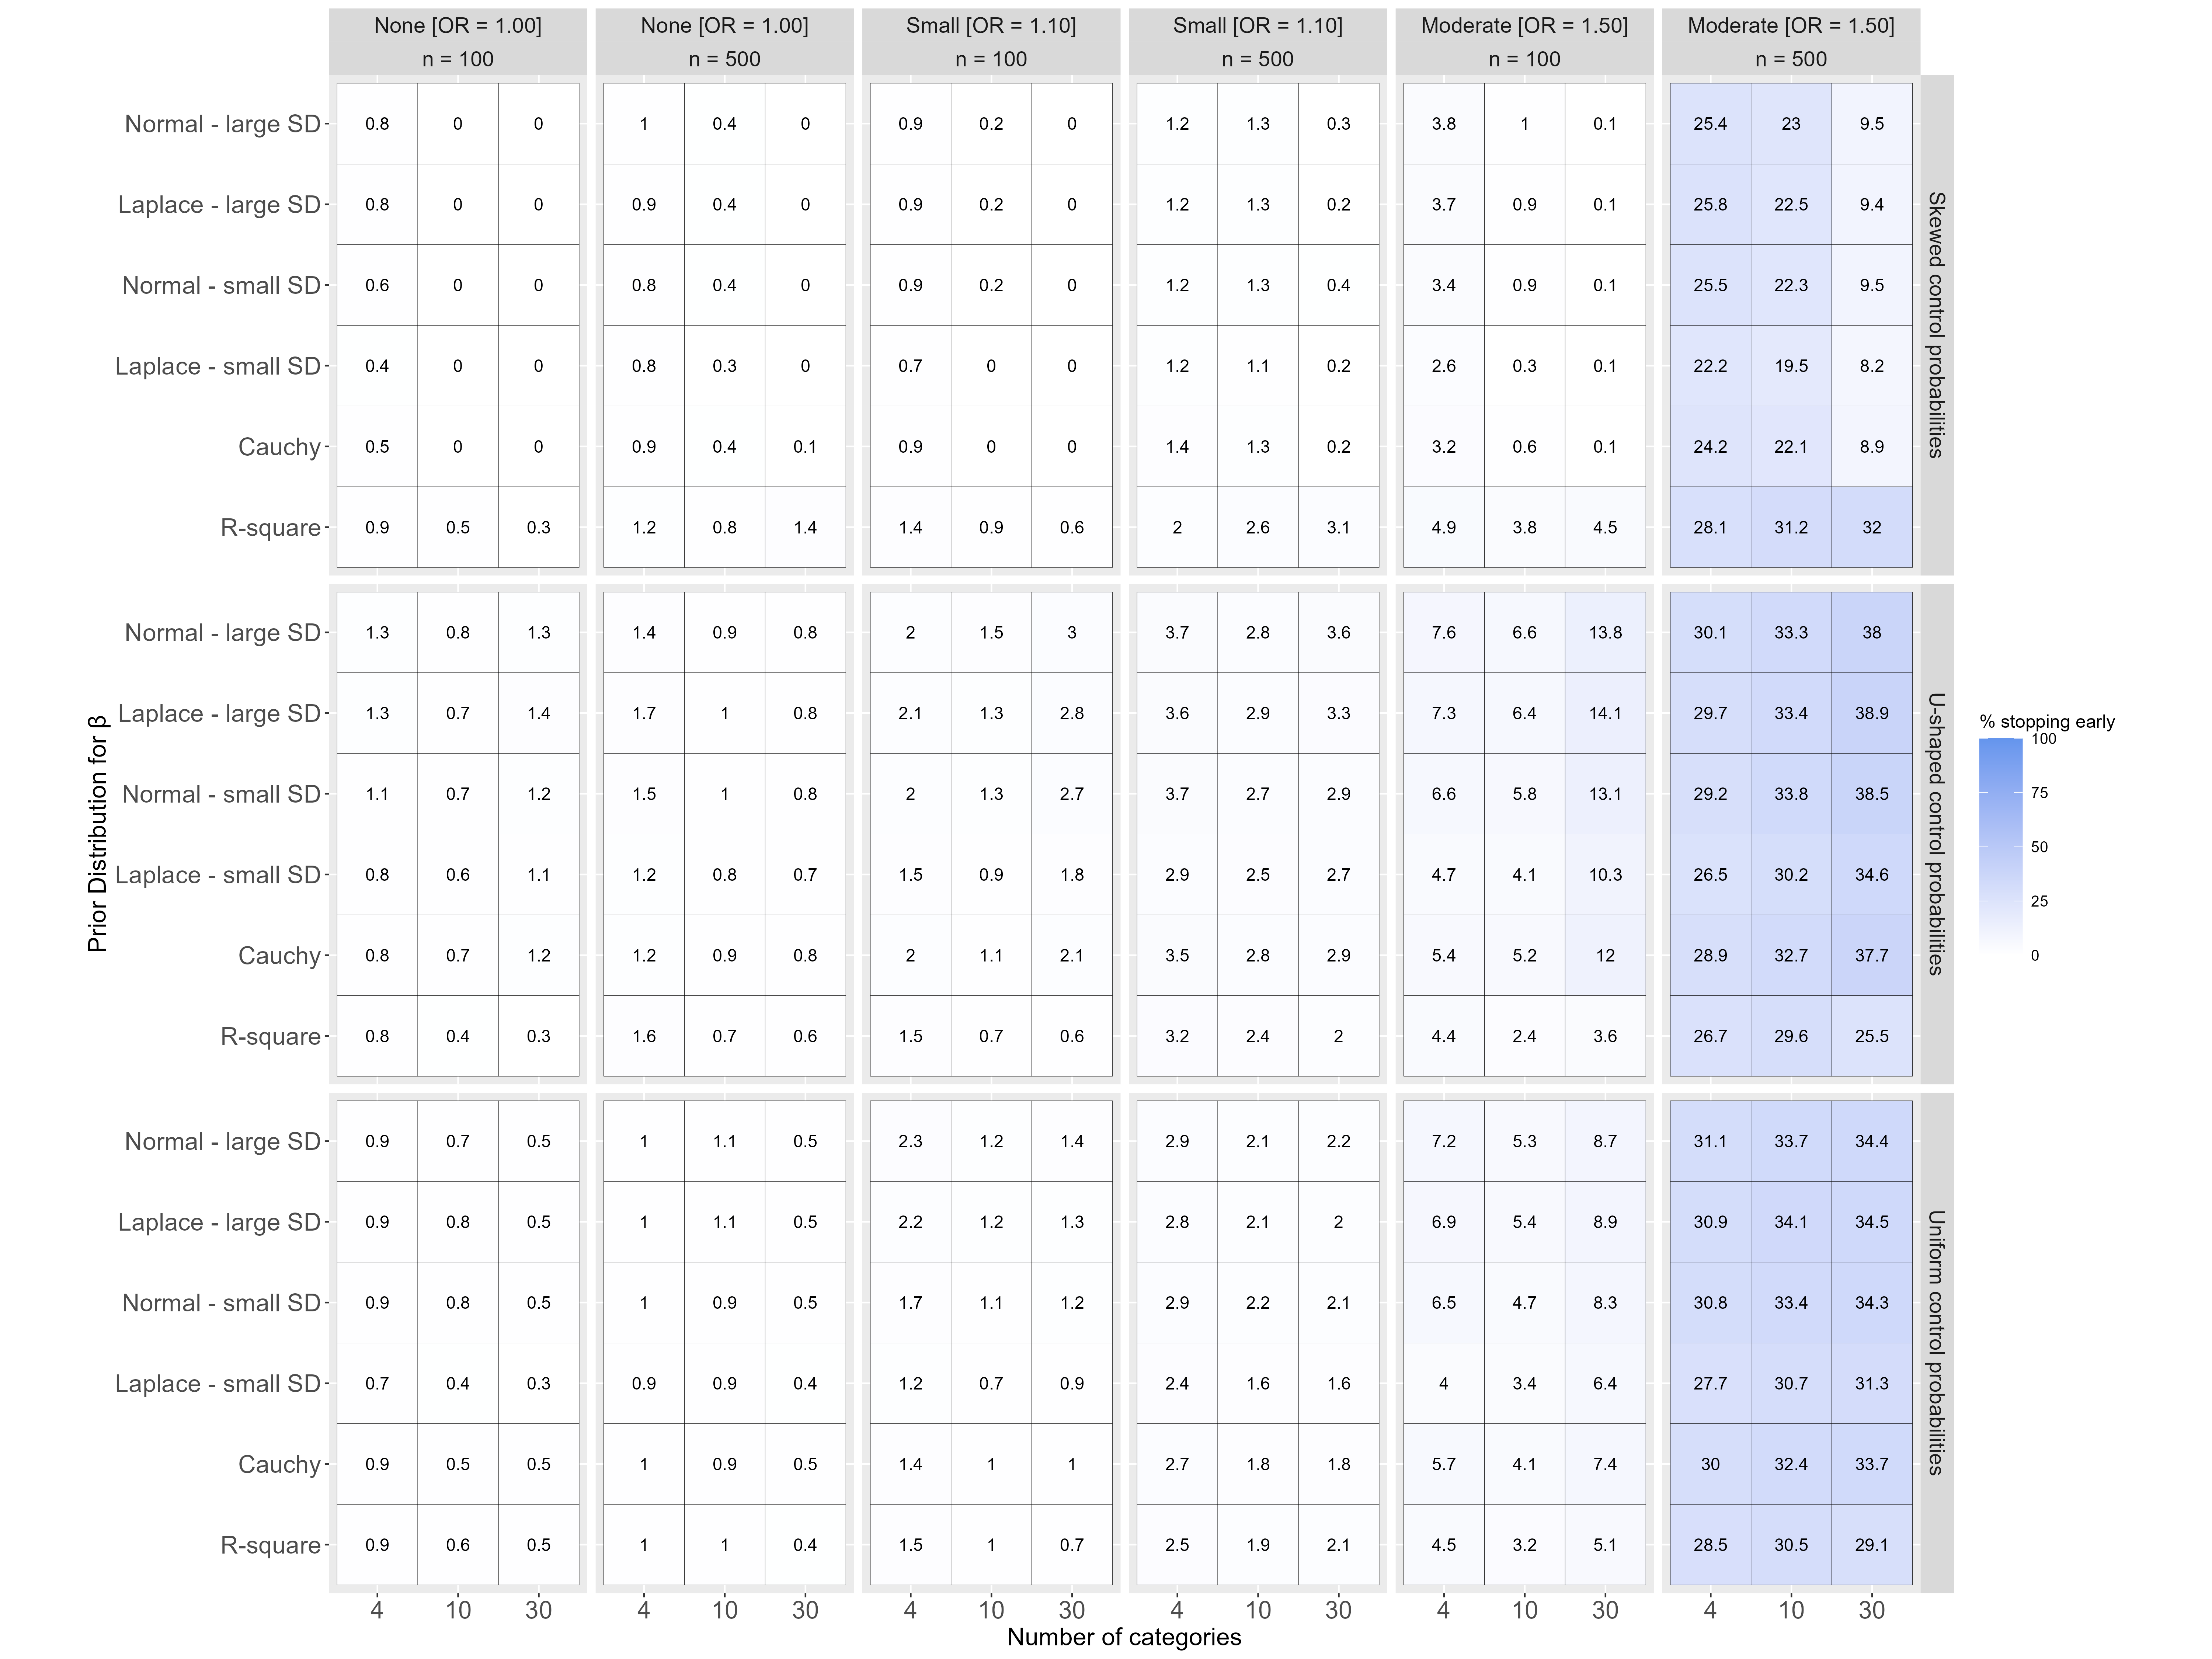 None [OR = 1.00] None [OR = 1.00] Small [OR = 1.10] Small [OR = 1.10] Moderate [OR = 1.50] Moderate [OR = 1.50]
n = 100 n = 500 n = 100 n = 500 n = 100 n = 500
Normal - large SD 0.8 0 0 1 0.4 0 0.9 0.2 0 1.2 1.3 0.3 3.8 1 0.1 25.4 23 9.5
Laplace - large SD 0.8 0 0 0.9 0.4 0 0.9 0.2 0 1.2 1.3 0.2 3.7 0.9 0.1 25.8 22.5 9.4
Normal - small SD 0.6 0 0 0.8 0.4 0 0.9 0.2 0 1.2 1.3 0.4 3.4 0.9 0.1 25.5 22.3 9.5
Laplace - small SD 0.4 0 0 0.8 0.3 0 0.7 0 0 1.2 1.1 0.2 2.6 0.3 0.1 22.2 19.5 8.2
Cauchy 0.5 0 0 0.9 0.4 0.1 0.9 0 0 1.4 1.3 0.2 3.2 0.6 0.1 24.2 22.1 8.9
R-square 0.9 0.5 0.3 1.2 0.8 1.4 1.4 0.9 0.6 2 2.6 3.1 4.9 3.8 4.5 28.1 31.2 32
Skewed control probabilities
Normal - large SD 1.3 0.8 1.3 1.4 0.9 0.8 2 1.5 3 3.7 2.8 3.6 7.6 6.6 13.8 30.1 33.3 38
Laplace - large SD 1.3 0.7 1.4 1.7 1 0.8 2.1 1.3 2.8 3.6 2.9 3.3 7.3 6.4 14.1 29.7 33.4 38.9
Normal - small SD 1.1 0.7 1.2 1.5 1 0.8 2 1.3 2.7 3.7 2.7 2.9 6.6 5.8 13.1 29.2 33.8 38.5
Laplace - small SD 0.8 0.6 1.1 1.2 0.8 0.7 1.5 0.9 1.8 2.9 2.5 2.7 4.7 4.1 10.3 26.5 30.2 34.6
Cauchy 0.8 0.7 1.2 1.2 0.9 0.8 2 1.1 2.1 3.5 2.8 2.9 5.4 5.2 12 28.9 32.7 37.7
R-square 0.8 0.4 0.3 1.6 0.7 0.6 1.5 0.7 0.6 3.2 2.4 2 4.4 2.4 3.6 26.7 29.6 25.5
U-shaped control probabilities
Normal - large SD 0.9 0.7 0.5 1 1.1 0.5 2.3 1.2 1.4 2.9 2.1 2.2 7.2 5.3 8.7 31.1 33.7 34.4
Laplace - large SD 0.9 0.8 0.5 1 1.1 0.5 2.2 1.2 1.3 2.8 2.1 2 6.9 5.4 8.9 30.9 34.1 34.5
Normal - small SD 0.9 0.8 0.5 1 0.9 0.5 1.7 1.1 1.2 2.9 2.2 2.1 6.5 4.7 8.3 30.8 33.4 34.3
Laplace - small SD 0.7 0.4 0.3 0.9 0.9 0.4 1.2 0.7 0.9 2.4 1.6 1.6 4 3.4 6.4 27.7 30.7 31.3
Cauchy 0.9 0.5 0.5 1 0.9 0.5 1.4 1 1 2.7 1.8 1.8 5.7 4.1 7.4 30 32.4 33.7
R-square 0.9 0.6 0.5 1 1 0.4 1.5 1 0.7 2.5 1.9 2.1 4.5 3.2 5.1 28.5 30.5 29.1
Uniform control probabilities
4 10 30 4 10 30 4 10 30 4 10 30 4 10 30 4 10 30
Number of categories
Prior Distribution for β
% stopping early
100
75
50
25
0